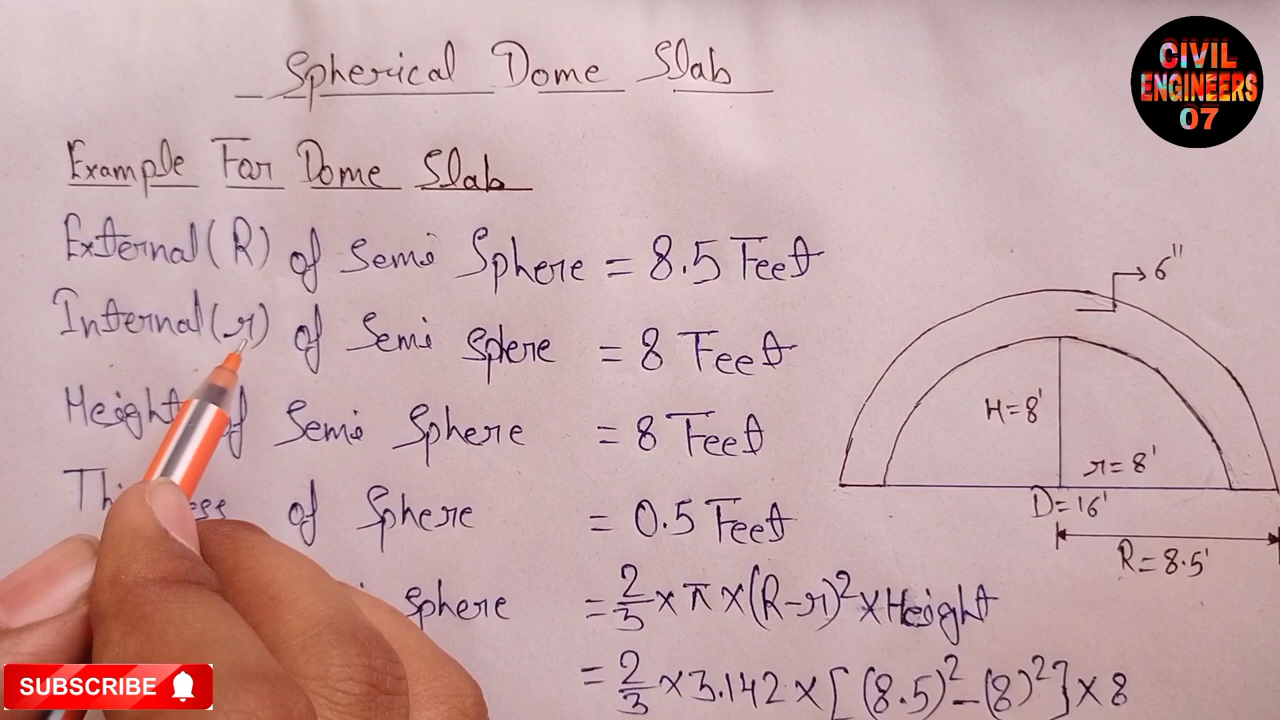 Spherical Dome Slab
CIVIL
ENGINEERS
07
Example For Dome Slab
External(R) of Semi Sphere = 8.5 Feet
Internal(r) of Semi sphere = 8 Feet
Height of Semi Sphere = 8 Feet
of Sphere = 0.5 Feet
sphere = 2/3 × π × (R-r)² × Height
= 2/3 × 3.142 × [(8.5)² - (8)²] × 8
6"
H = 8'
r = 8'
D = 16'
R = 8.5'
SUBSCRIBE